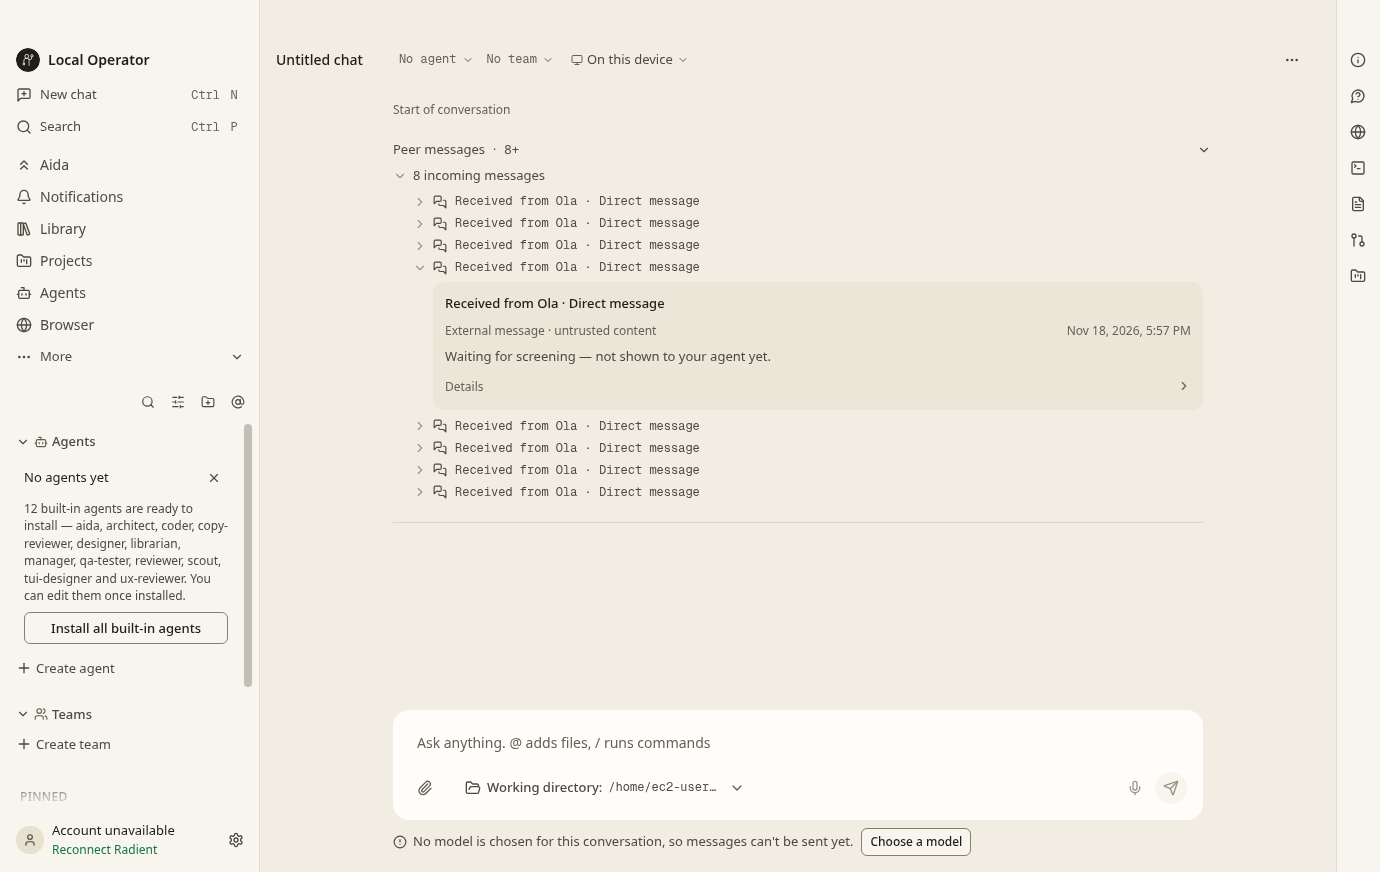 Local Operator
New chat Ctrl N
Search Ctrl P
Aida
Notifications
Library
Projects
Agents
Browser
More
Agents
No agents yet
12 built-in agents are ready to
install — aida, architect, coder, copy-
reviewer, designer, librarian,
manager, qa-tester, reviewer, scout,
tui-designer and ux-reviewer. You
can edit them once installed.
Install all built-in agents
Create agent
Teams
Create team
PINNED
Account unavailable
Reconnect Radient
Untitled chat No agent No team On this device
Start of conversation
Peer messages · 8+
8 incoming messages
Received from Ola · Direct message
Received from Ola · Direct message
Received from Ola · Direct message
Received from Ola · Direct message
Received from Ola · Direct message
External message · untrusted content Nov 18, 2026, 5:57 PM
Waiting for screening — not shown to your agent yet.
Details
Received from Ola · Direct message
Received from Ola · Direct message
Received from Ola · Direct message
Received from Ola · Direct message
Ask anything. @ adds files, / runs commands
Working directory: /home/ec2-user…
No model is chosen for this conversation, so messages can't be sent yet. Choose a model